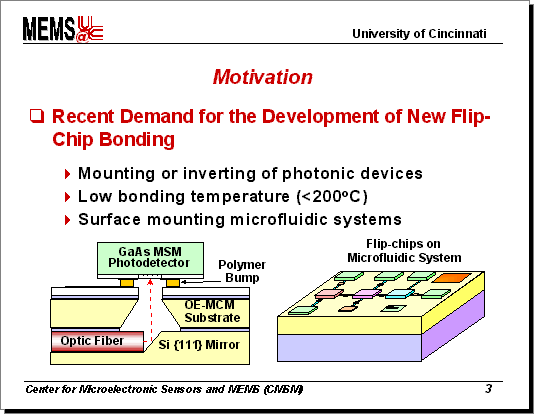 MEMS@UC
University of Cincinnati
Motivation
Recent Demand for the Development of New Flip-
Chip Bonding
Mounting or inverting of photonic devices
Low bonding temperature (<200ºC)
Surface mounting microfluidic systems
GaAs MSM
Photodetector
Polymer
Bump
OE-MCM
Substrate
Optic Fiber
Si {111} Mirror
Flip-chips on
Microfluidic System
Center for Microelectronic Sensors and MEMS (CMSM)
3